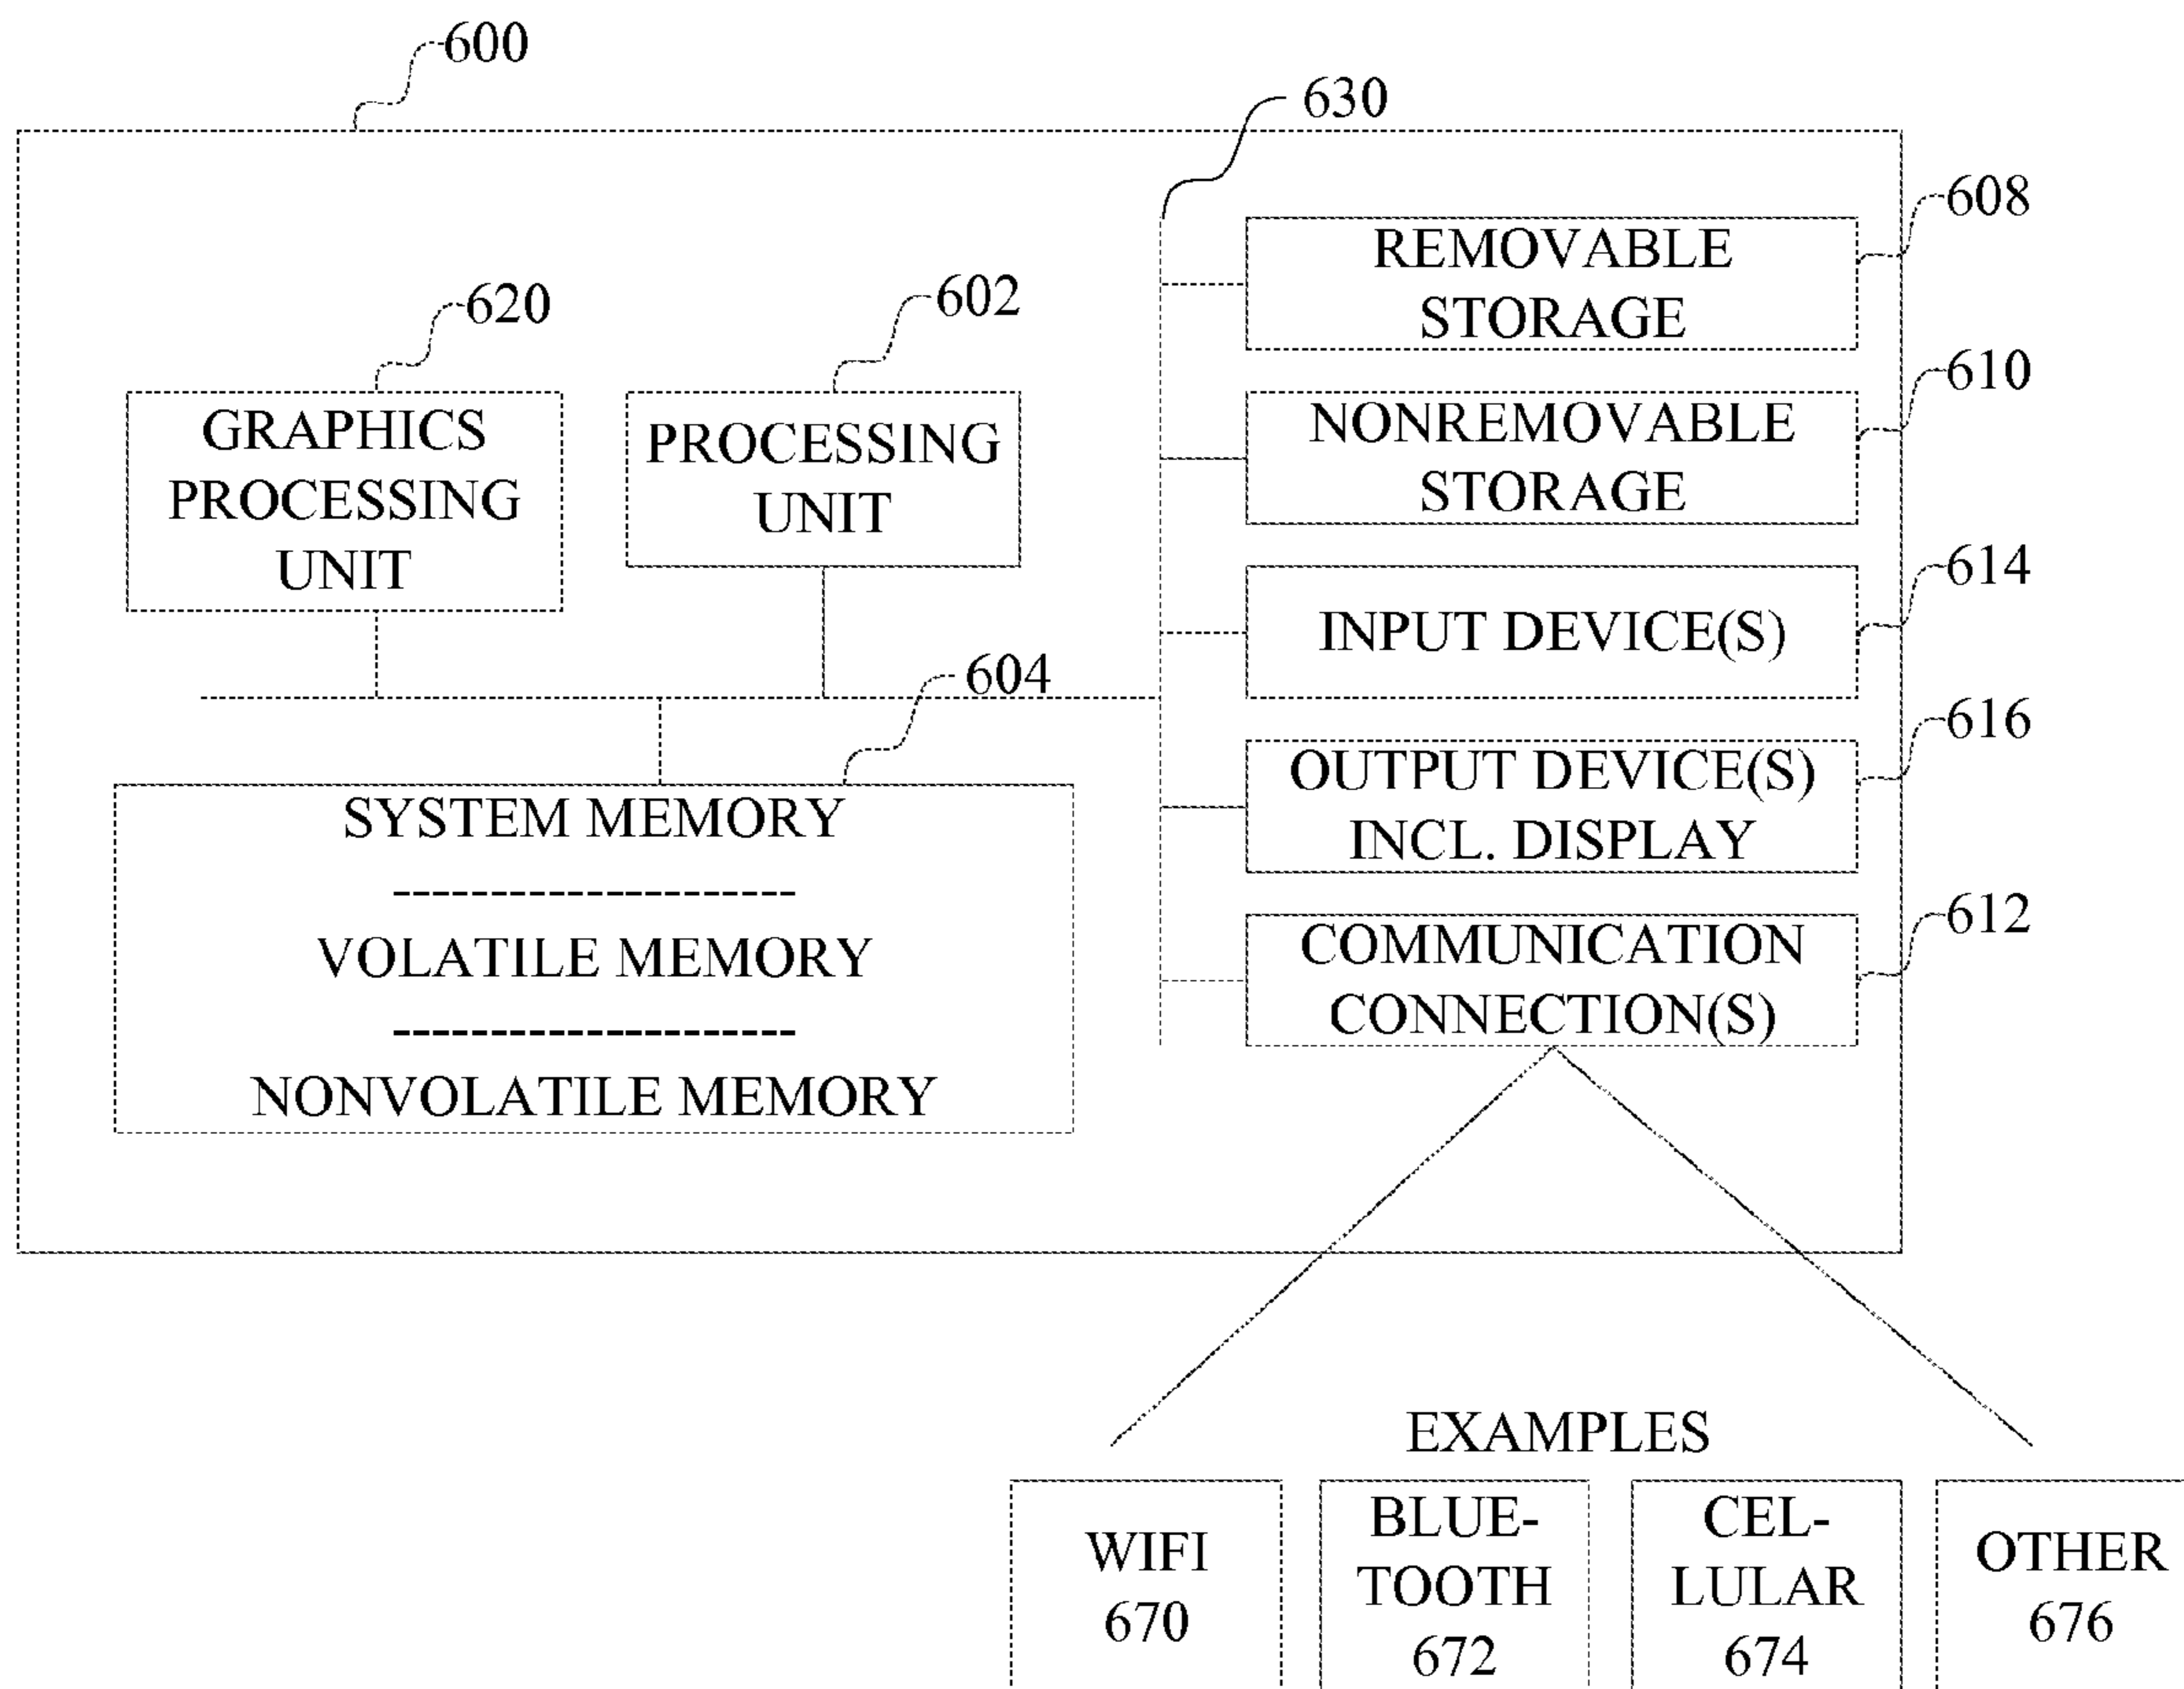 600
630
608
REMOVABLE
STORAGE
620
602
610
GRAPHICS
PROCESSING
UNIT
PROCESSING
UNIT
NONREMOVABLE
STORAGE
614
INPUT DEVICE(S)
604
616
SYSTEM MEMORY
VOLATILE MEMORY
NONVOLATILE MEMORY
OUTPUT DEVICE(S)
INCL. DISPLAY
612
COMMUNICATION
CONNECTION(S)
EXAMPLES
WIFI
670
BLUE-
TOOTH
672
CEL-
LULAR
674
OTHER
676